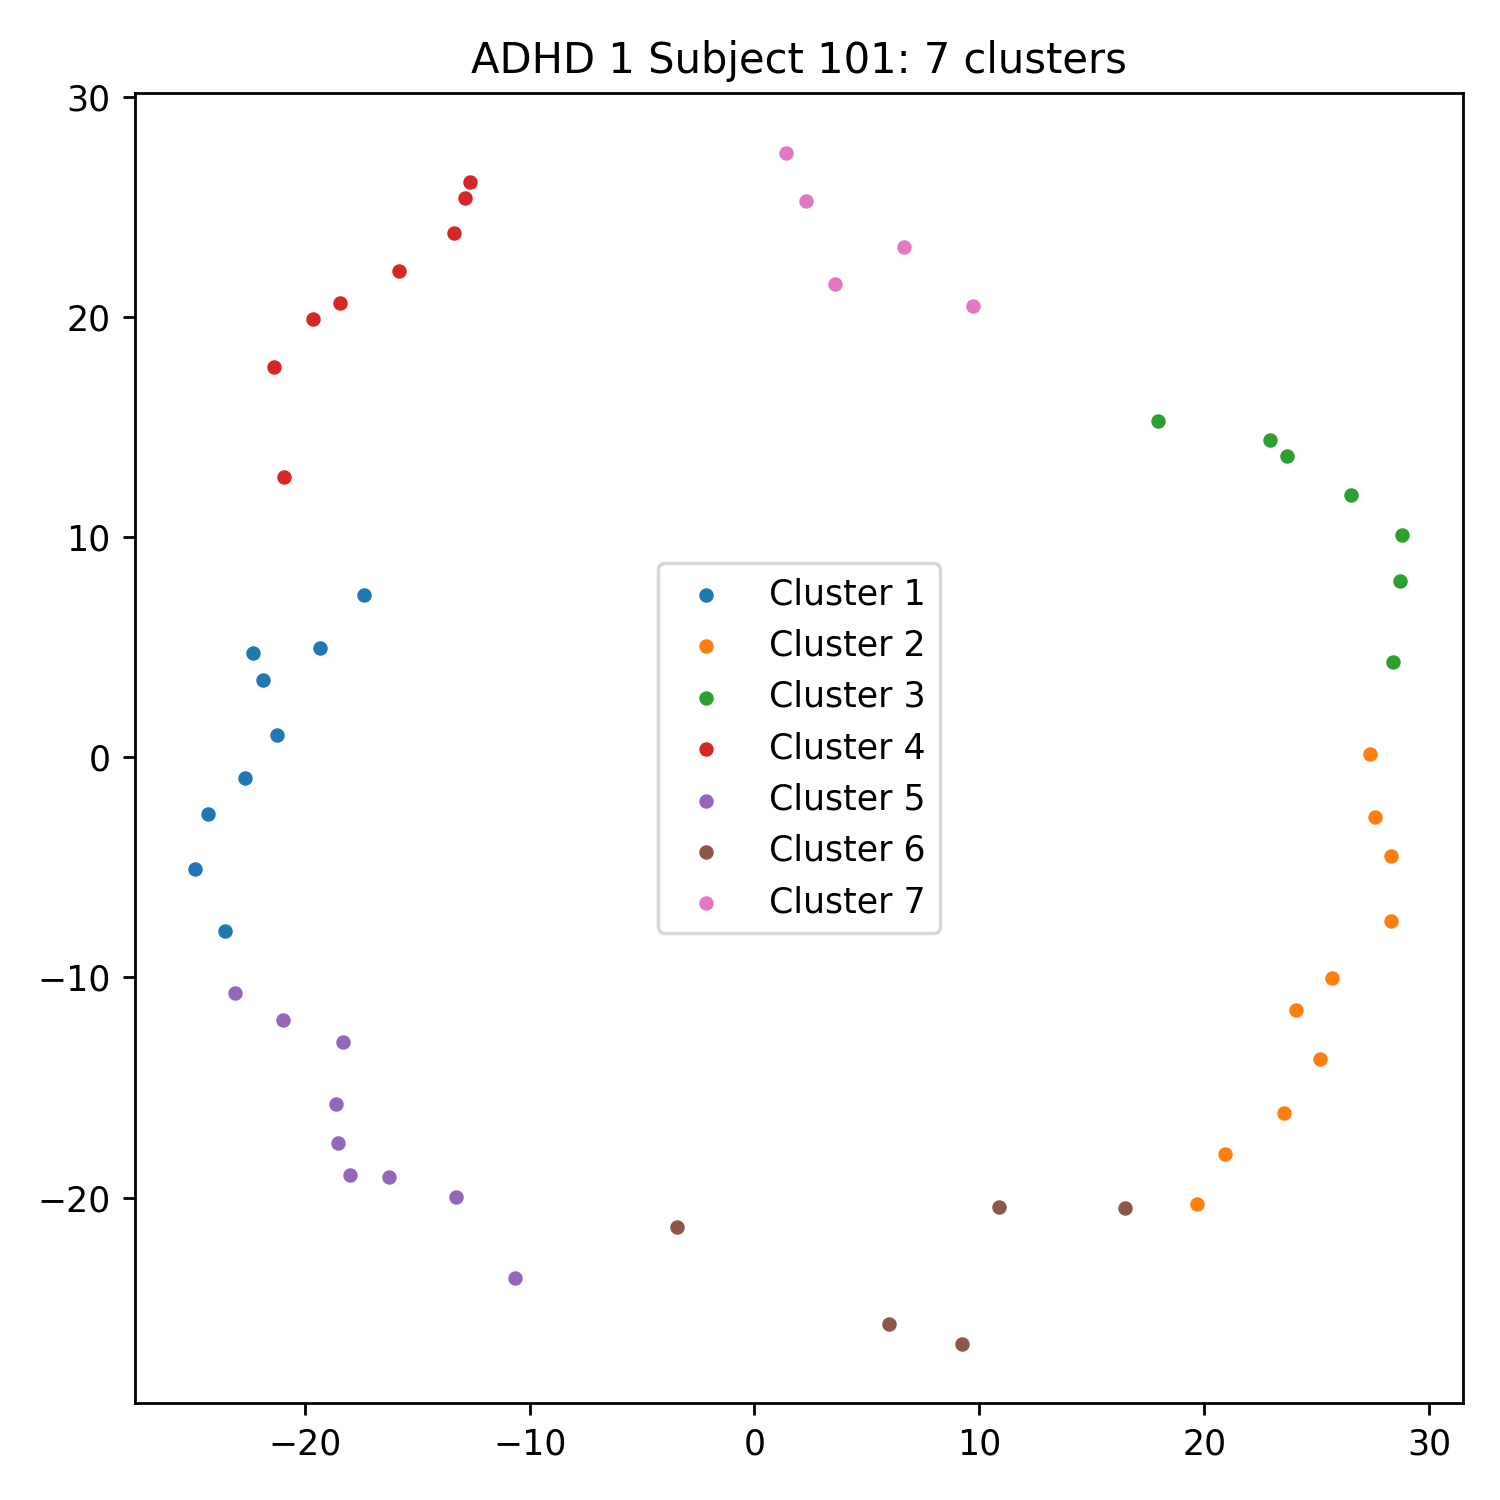 ADHD 1 Subject 101: 7 clusters
30
20
10
0
−10
−20
Cluster 1
Cluster 2
Cluster 3
Cluster 4
Cluster 5
Cluster 6
Cluster 7
−20 −10 0 10 20 30